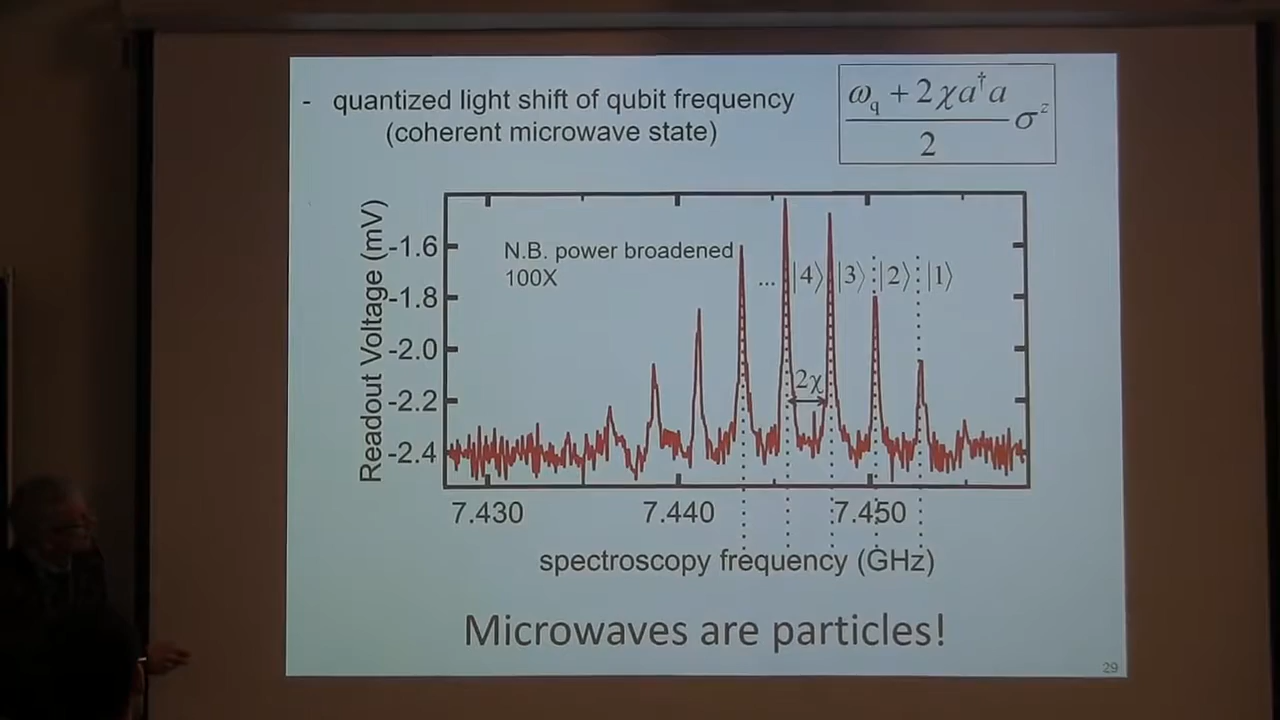 - quantized light shift of qubit frequency
(coherent microwave state)
ω_q + 2χa†a
2
σ^z
Readout Voltage (mV)
-1.6
-1.8
-2.0
-2.2
-2.4
N.B. power broadened
100X
... |4⟩ |3⟩ |2⟩ |1⟩
2χ
7.430 7.440 7.450
spectroscopy frequency (GHz)
Microwaves are particles!
29